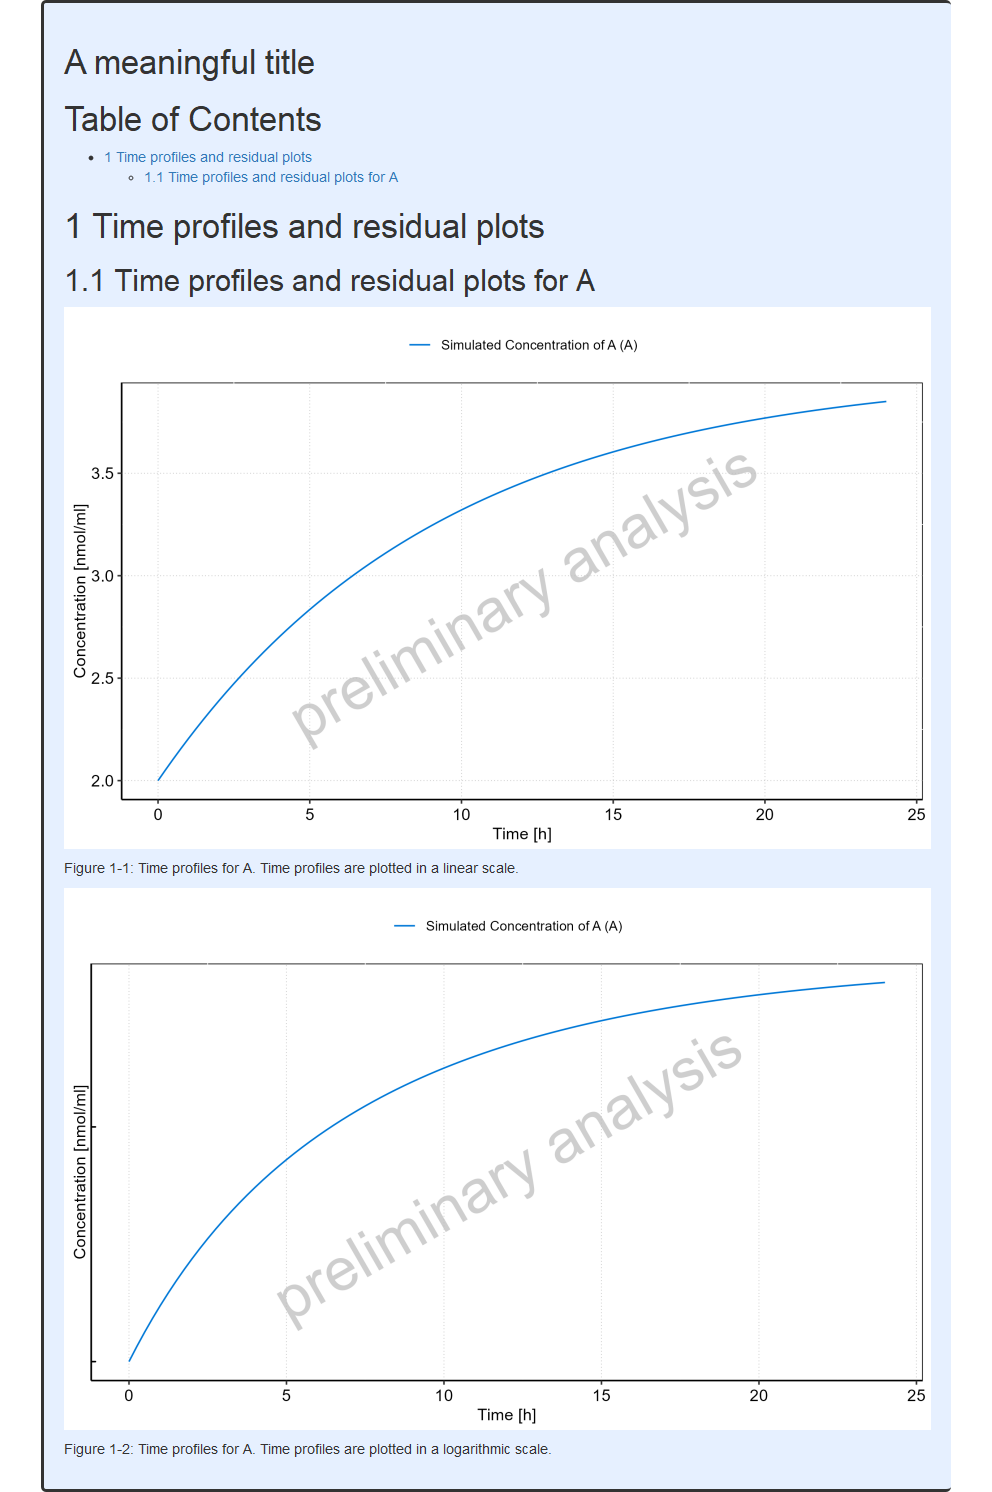 A meaningful title
Table of Contents
1 Time profiles and residual plots
1.1 Time profiles and residual plots for A
1 Time profiles and residual plots
1.1 Time profiles and residual plots for A
Simulated Concentration of A (A)
Concentration [nmol/ml]
3.5
3.0
2.5
2.0
preliminary analysis
0 5 10 15 20 25
Time [h]
Figure 1-1: Time profiles for A. Time profiles are plotted in a linear scale.
Simulated Concentration of A (A)
Concentration [nmol/ml]
preliminary analysis
0 5 10 15 20 25
Time [h]
Figure 1-2: Time profiles for A. Time profiles are plotted in a logarithmic scale.